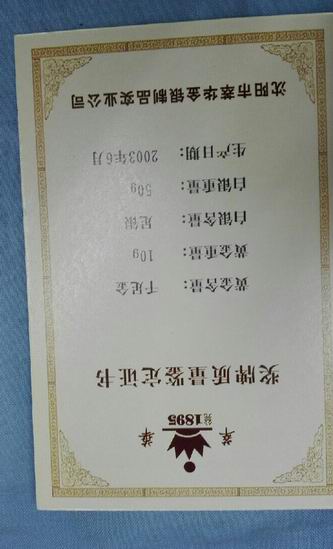 萃 華
1895
奖牌质量鉴定证书
黄金含量: 千足金
黄金重量: 10g
白银含量: 足银
白银重量: 50g
生产日期: 2003年6月
沈阳市萃华金银制品实业公司